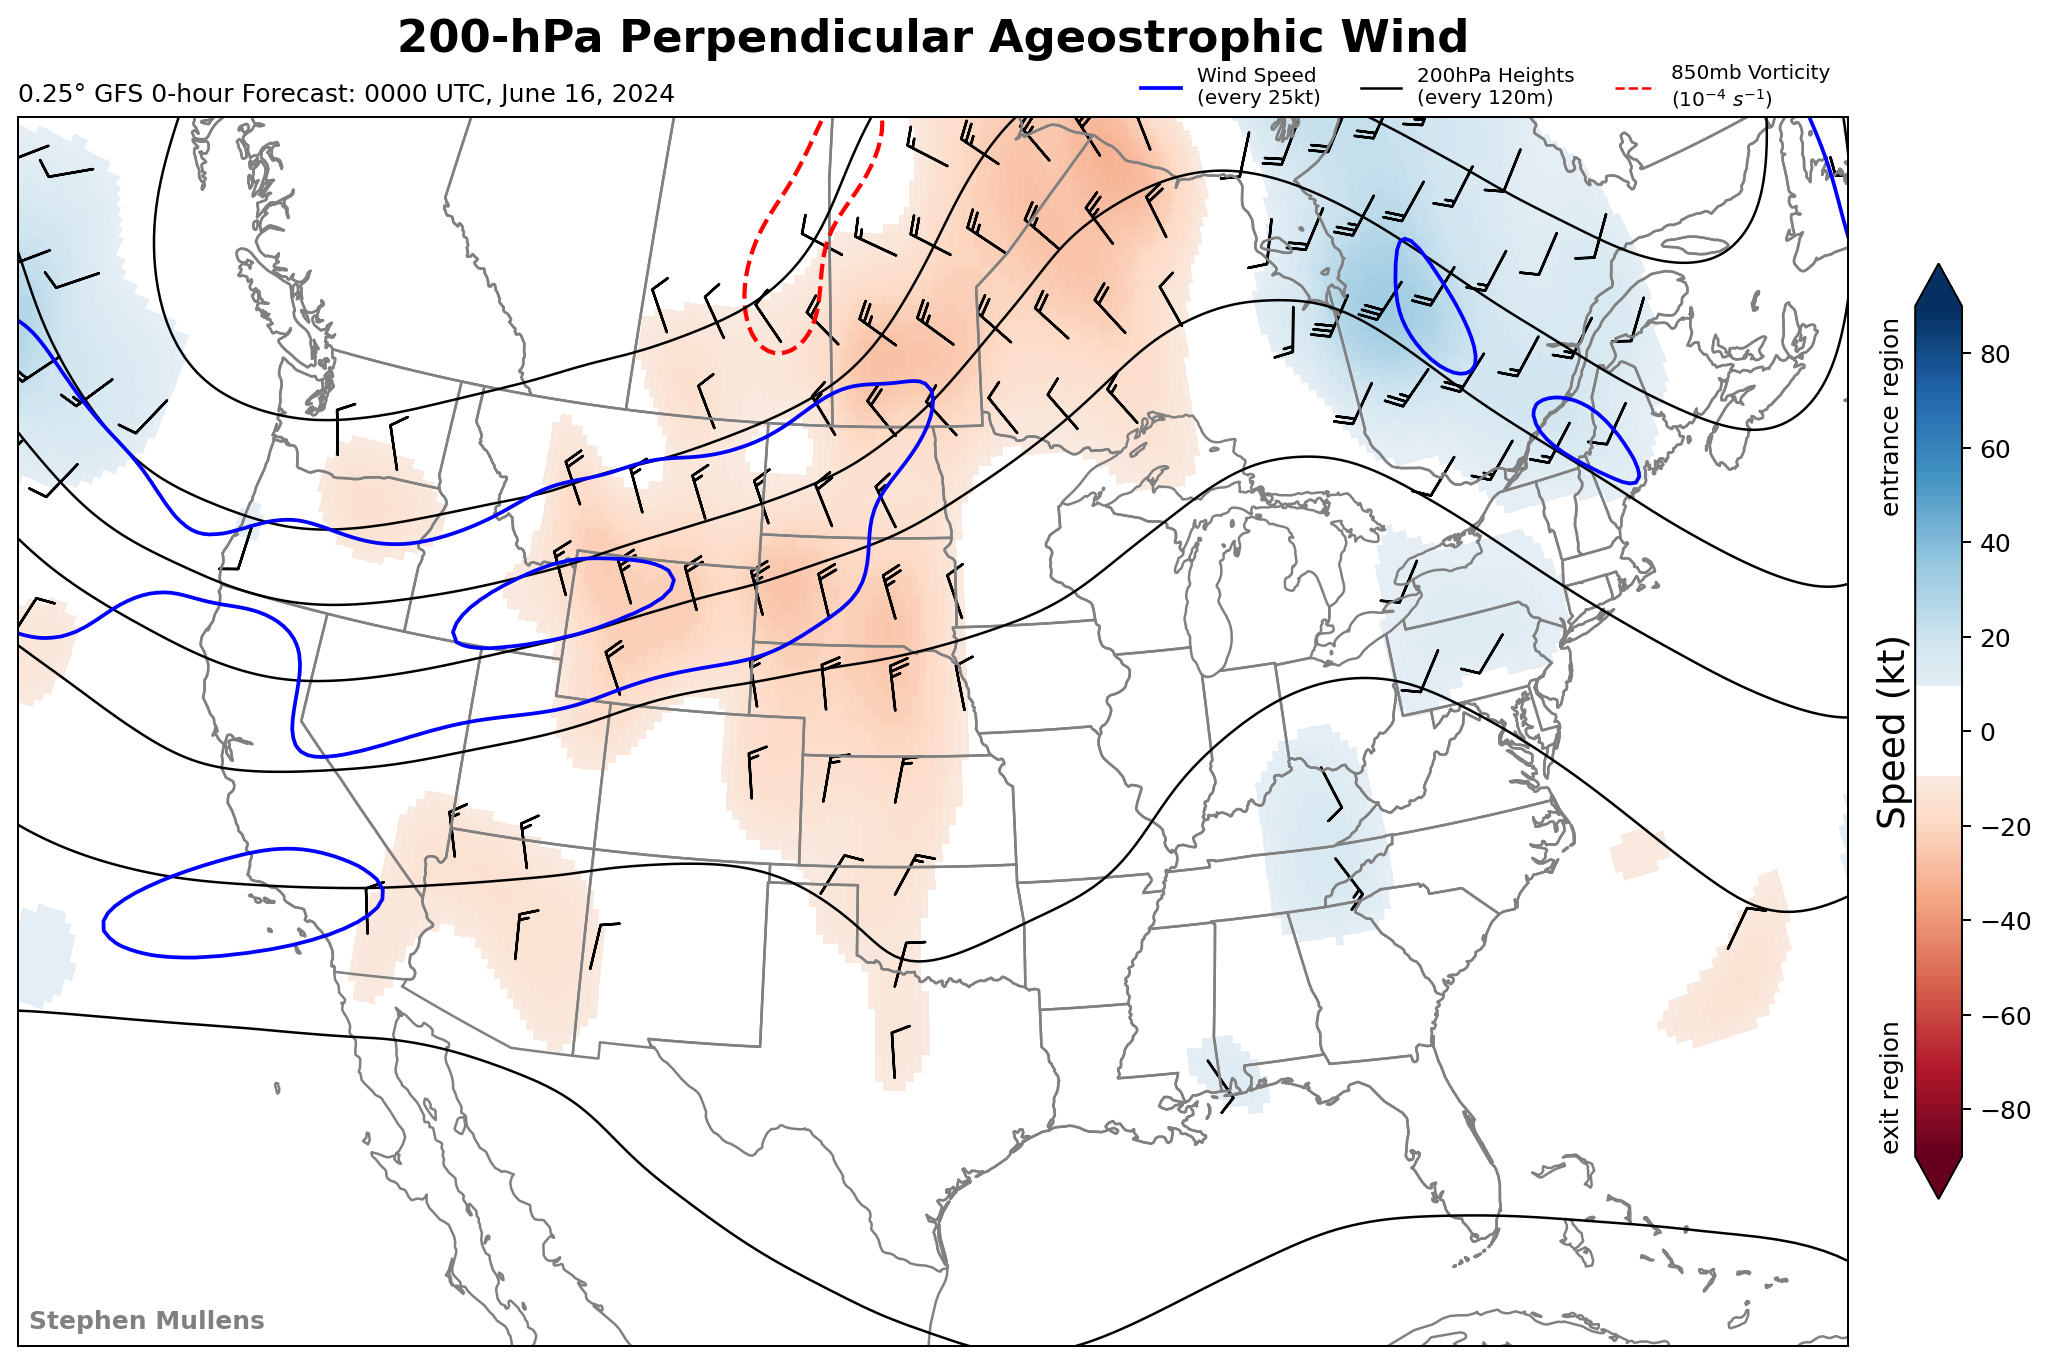 200-hPa Perpendicular Ageostrophic Wind
0.25° GFS 0-hour Forecast: 0000 UTC, June 16, 2024
Wind Speed
(every 25kt)
200hPa Heights
(every 120m)
850mb Vorticity
(10⁻⁴ s⁻¹)
entrance region
Speed (kt)
exit region
80
60
40
20
0
−20
−40
−60
−80
Stephen Mullens